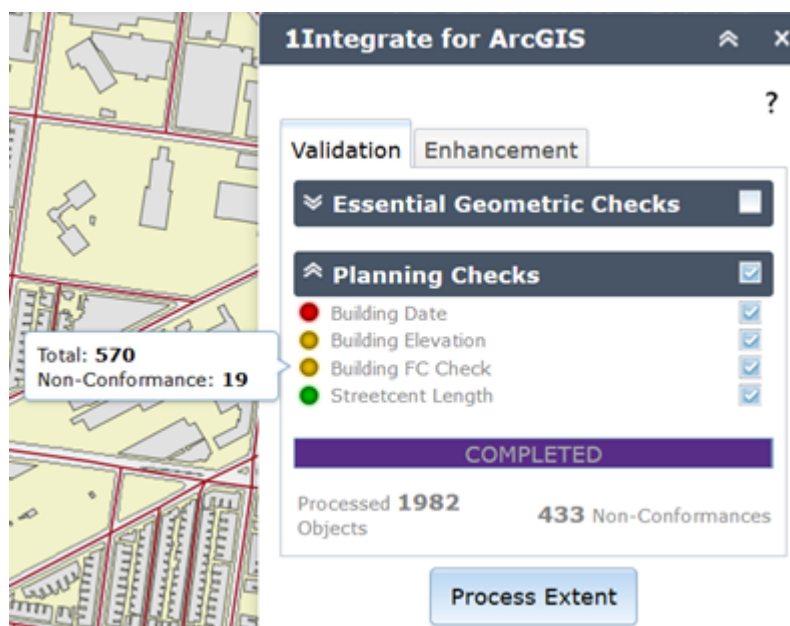 1Integrate for ArcGIS
?
Validation Enhancement
Essential Geometric Checks
Planning Checks
Building Date
Building Elevation
Building FC Check
Streetcent Length
Total: 570
Non-Conformance: 19
COMPLETED
Processed 1982
Objects
433 Non-Conformances
Process Extent